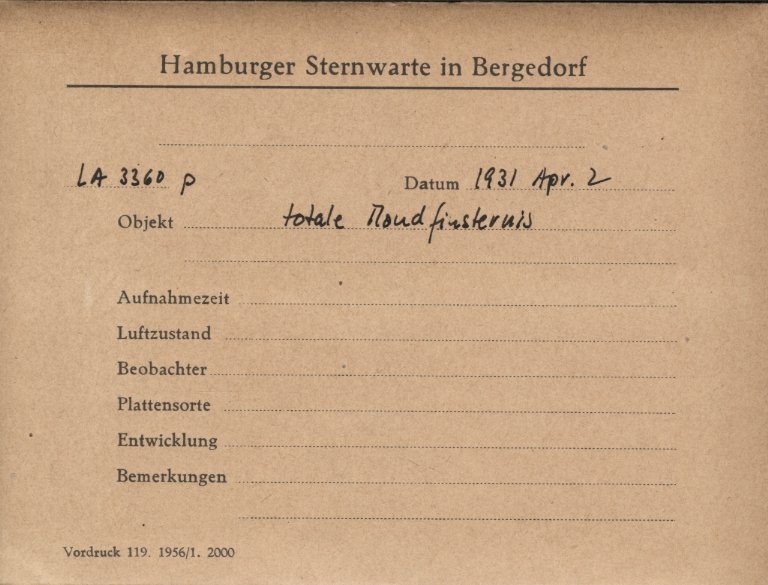 Hamburger Sternwarte in Bergedorf
LA 3360 p Datum 1931 Apr. 2
Objekt totale Mondfinsternis
Aufnahmezeit
Luftzustand
Beobachter
Plattensorte
Entwicklung
Bemerkungen
Vordruck 119. 1956/1. 2000